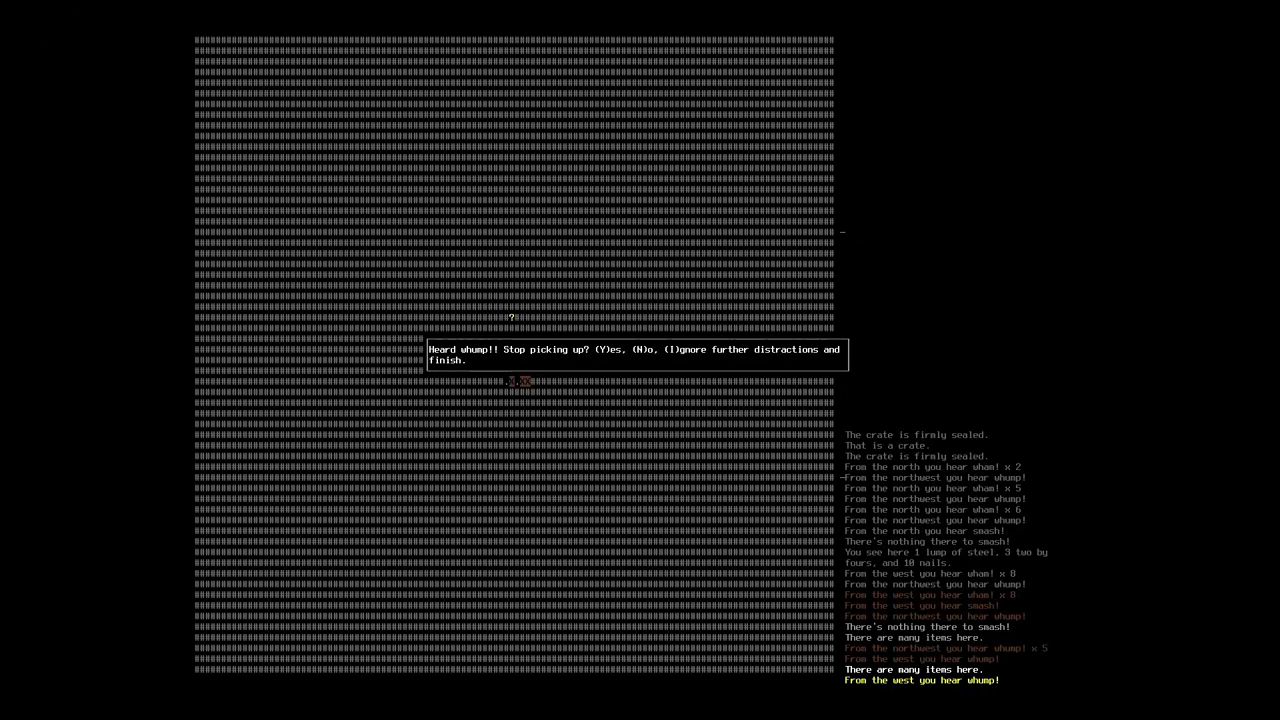 ?
Heard whump!! Stop picking up? (Y)es, (N)o, (I)gnore further distractions and
finish.
The crate is firmly sealed.
That is a crate.
The crate is firmly sealed.
From the north you hear wham! x 2
From the northwest you hear whump!
From the north you hear wham! x 5
From the northwest you hear whump!
From the north you hear wham! x 6
From the northwest you hear whump!
From the north you hear smash!
There's nothing there to smash!
You see here 1 lump of steel, 3 two by
fours, and 10 nails.
From the west you hear wham! x 8
From the northwest you hear whump!
From the west you hear wham! x 8
From the west you hear smash!
From the northwest you hear whump!
There's nothing there to smash!
There are many items here.
From the northwest you hear whump! x 5
From the west you hear whump!
There are many items here.
From the west you hear whump!